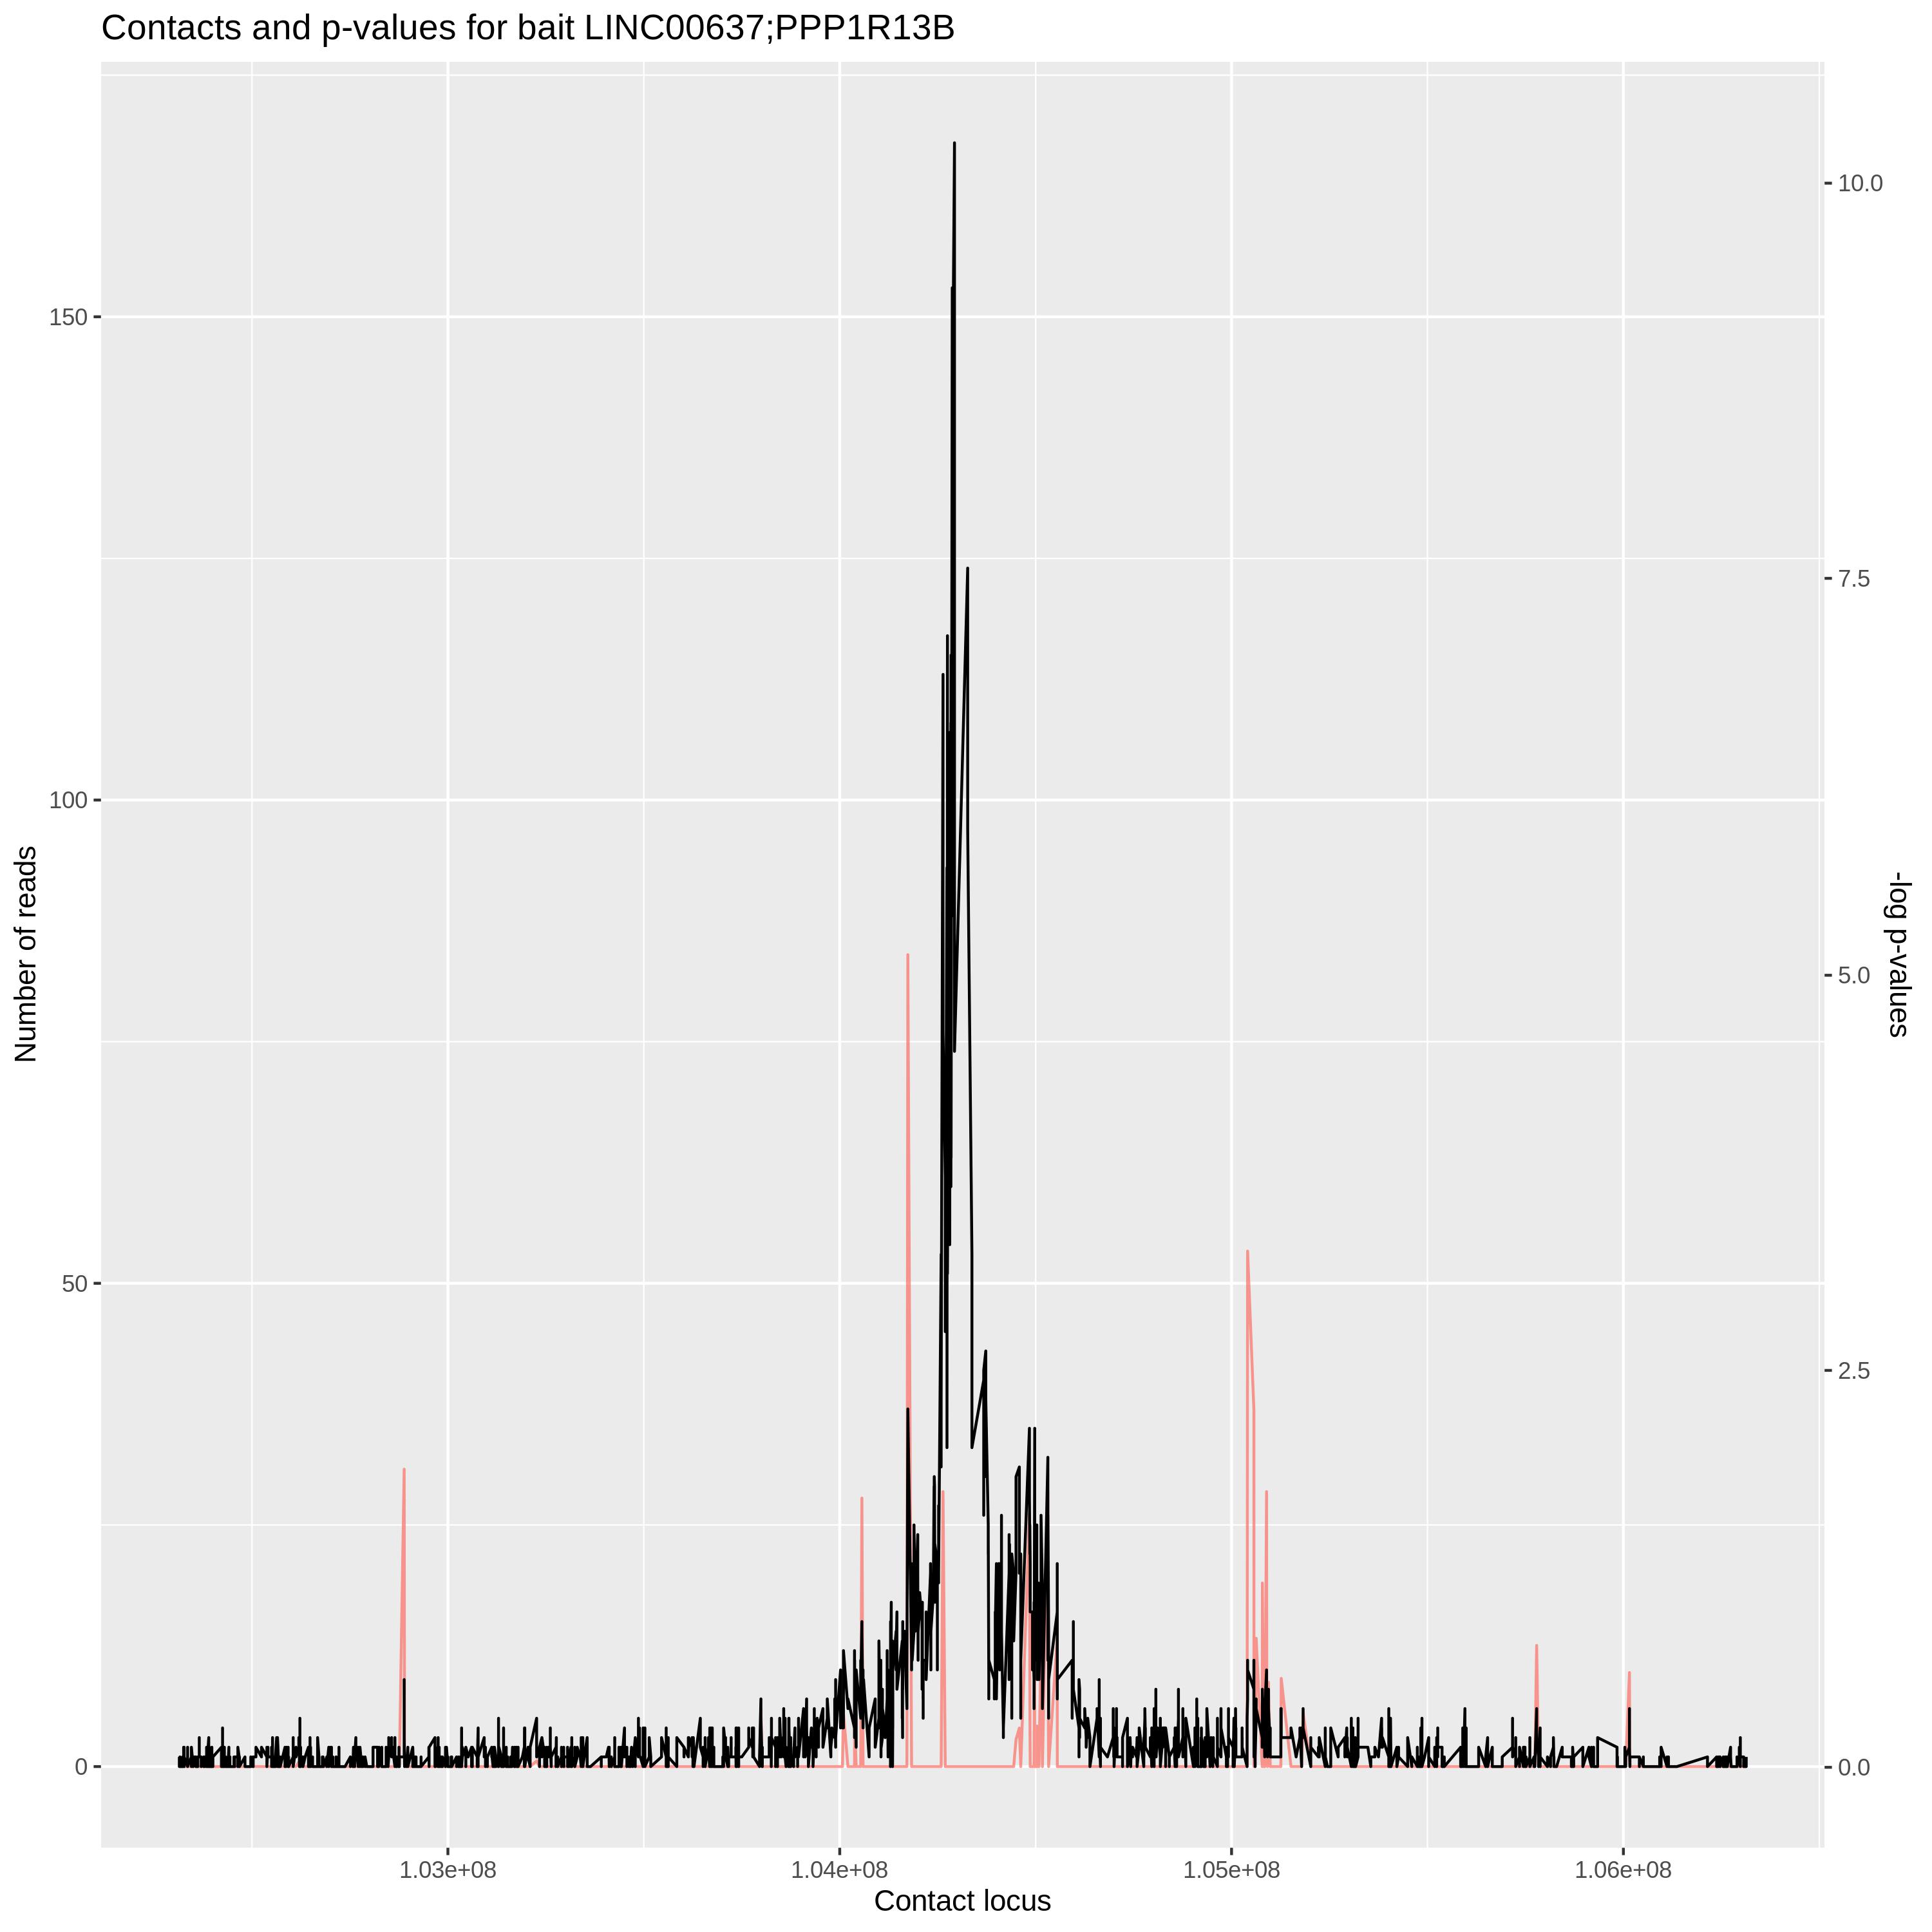 Contacts and p-values for bait LINC00637;PPP1R13B
150
100
50
0
Number of reads
10.0
7.5
5.0
2.5
0.0
-log p-values
1.03e+08
1.04e+08
1.05e+08
1.06e+08
Contact locus